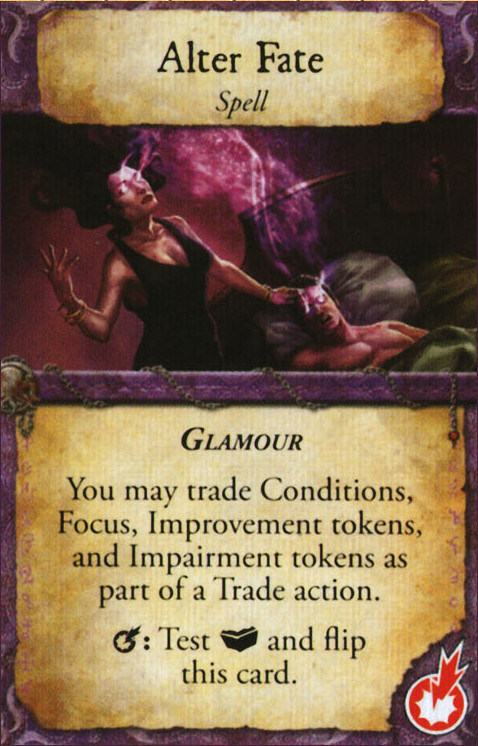 Alter Fate
Spell
GLAMOUR
You may trade Conditions,
Focus, Improvement tokens,
and Impairment tokens as
part of a Trade action.
: Test and flip
this card.